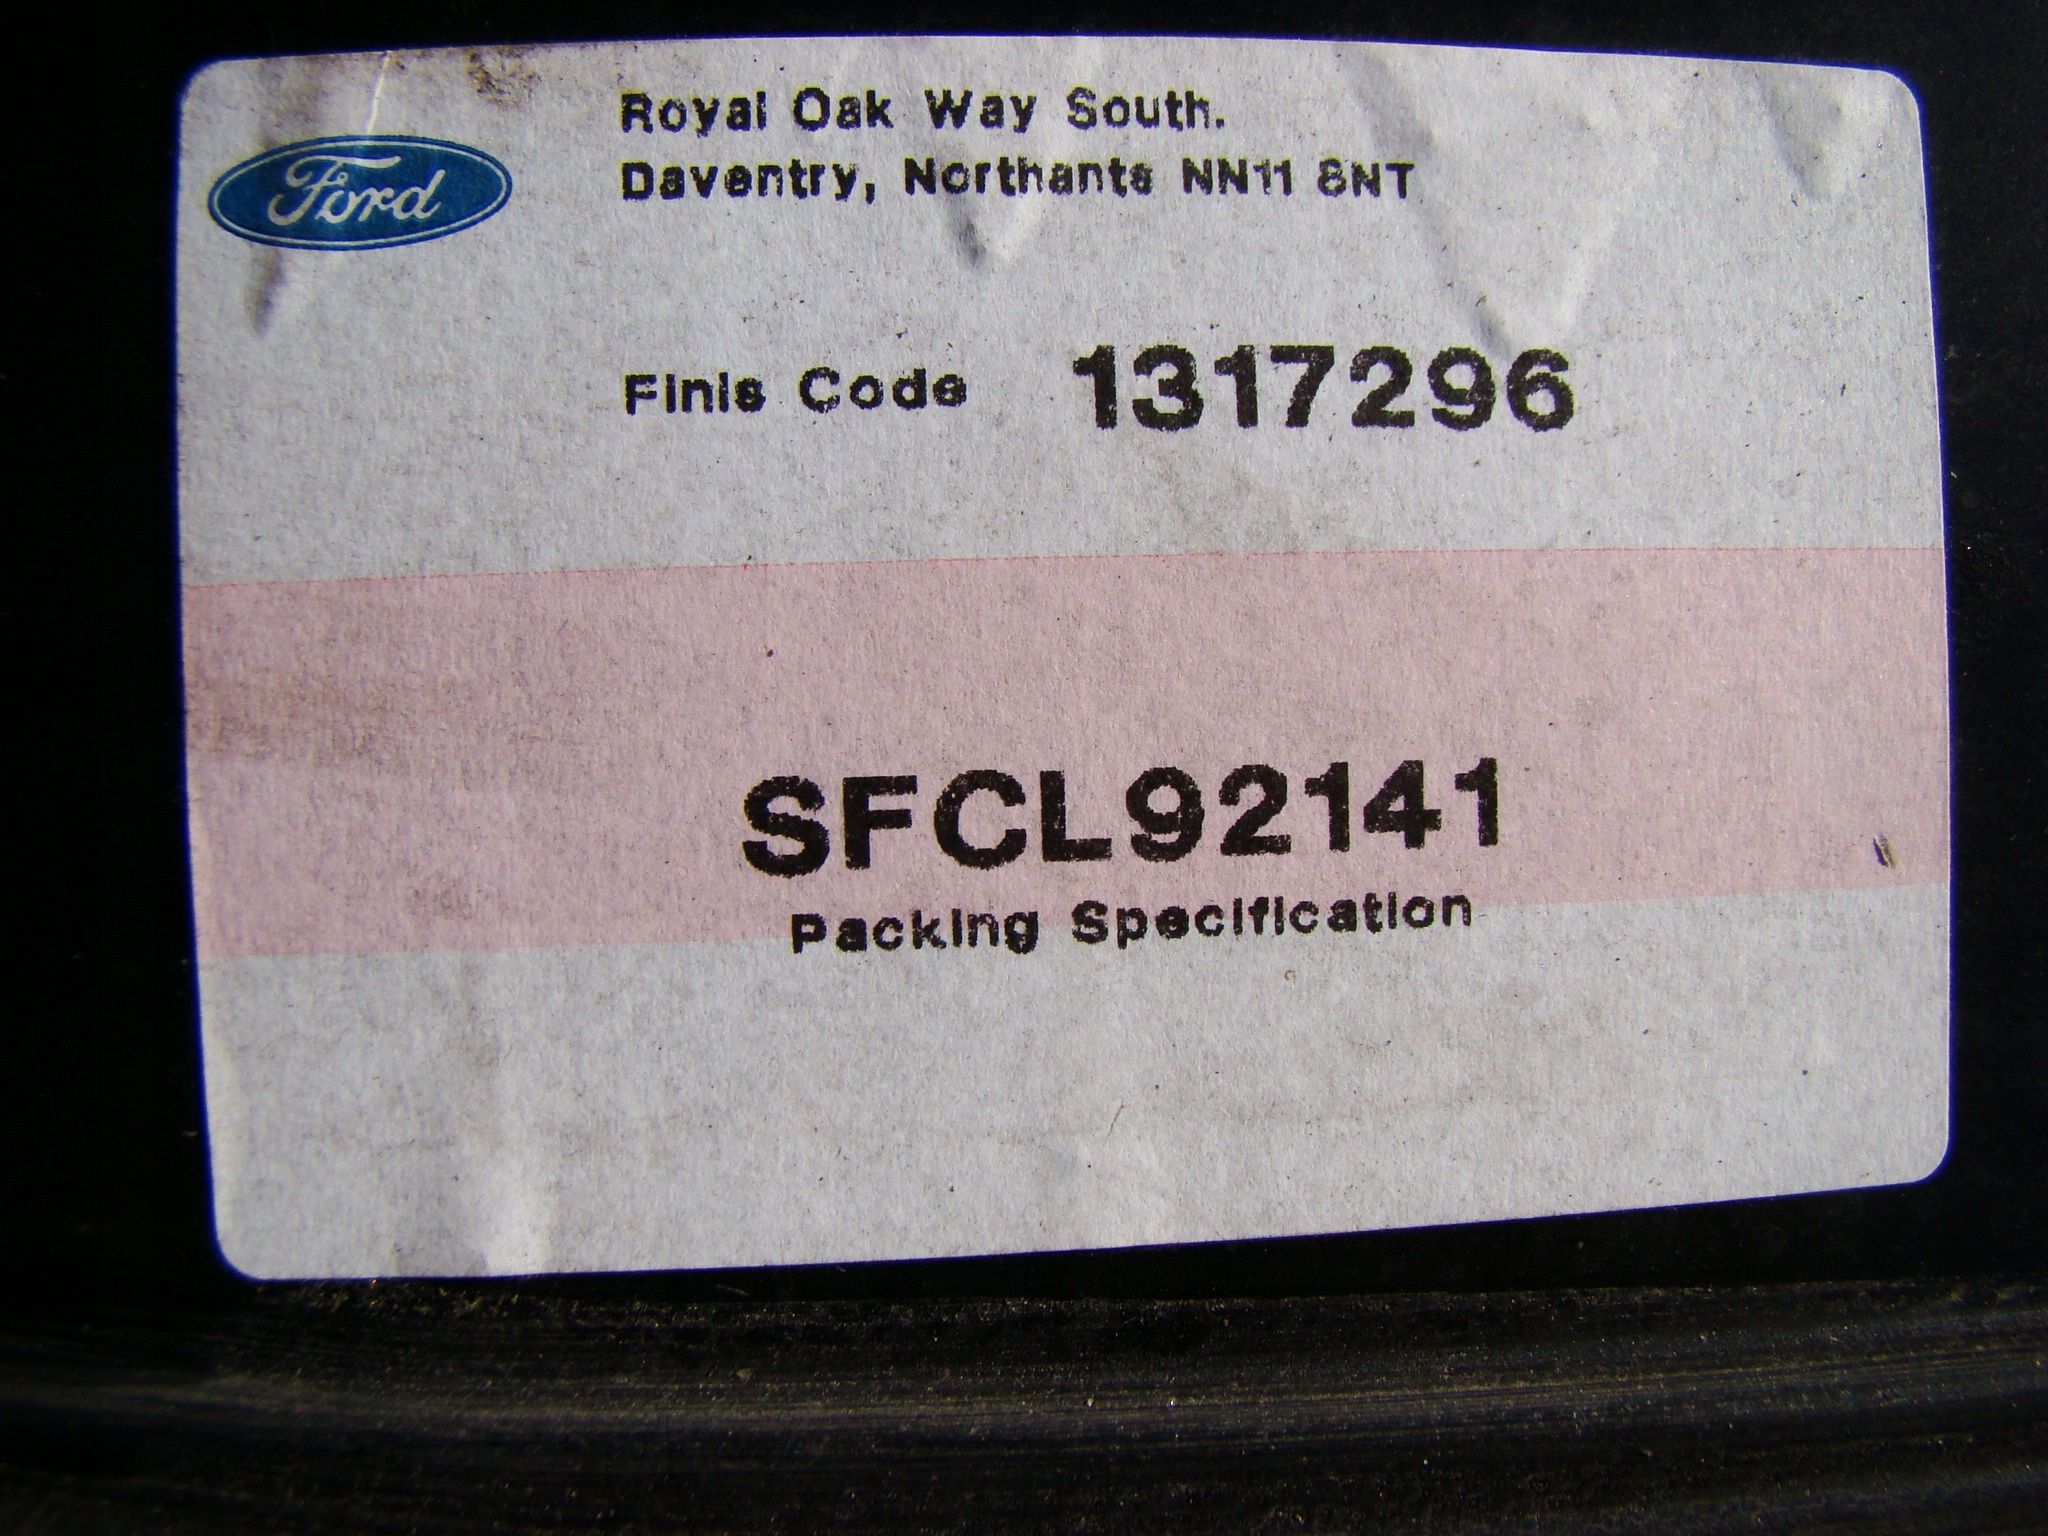 Ford
Royal Oak Way South.
Daventry, Northants NN11 8NT
Finis Code 1317296
SFCL92141
Packing Specification